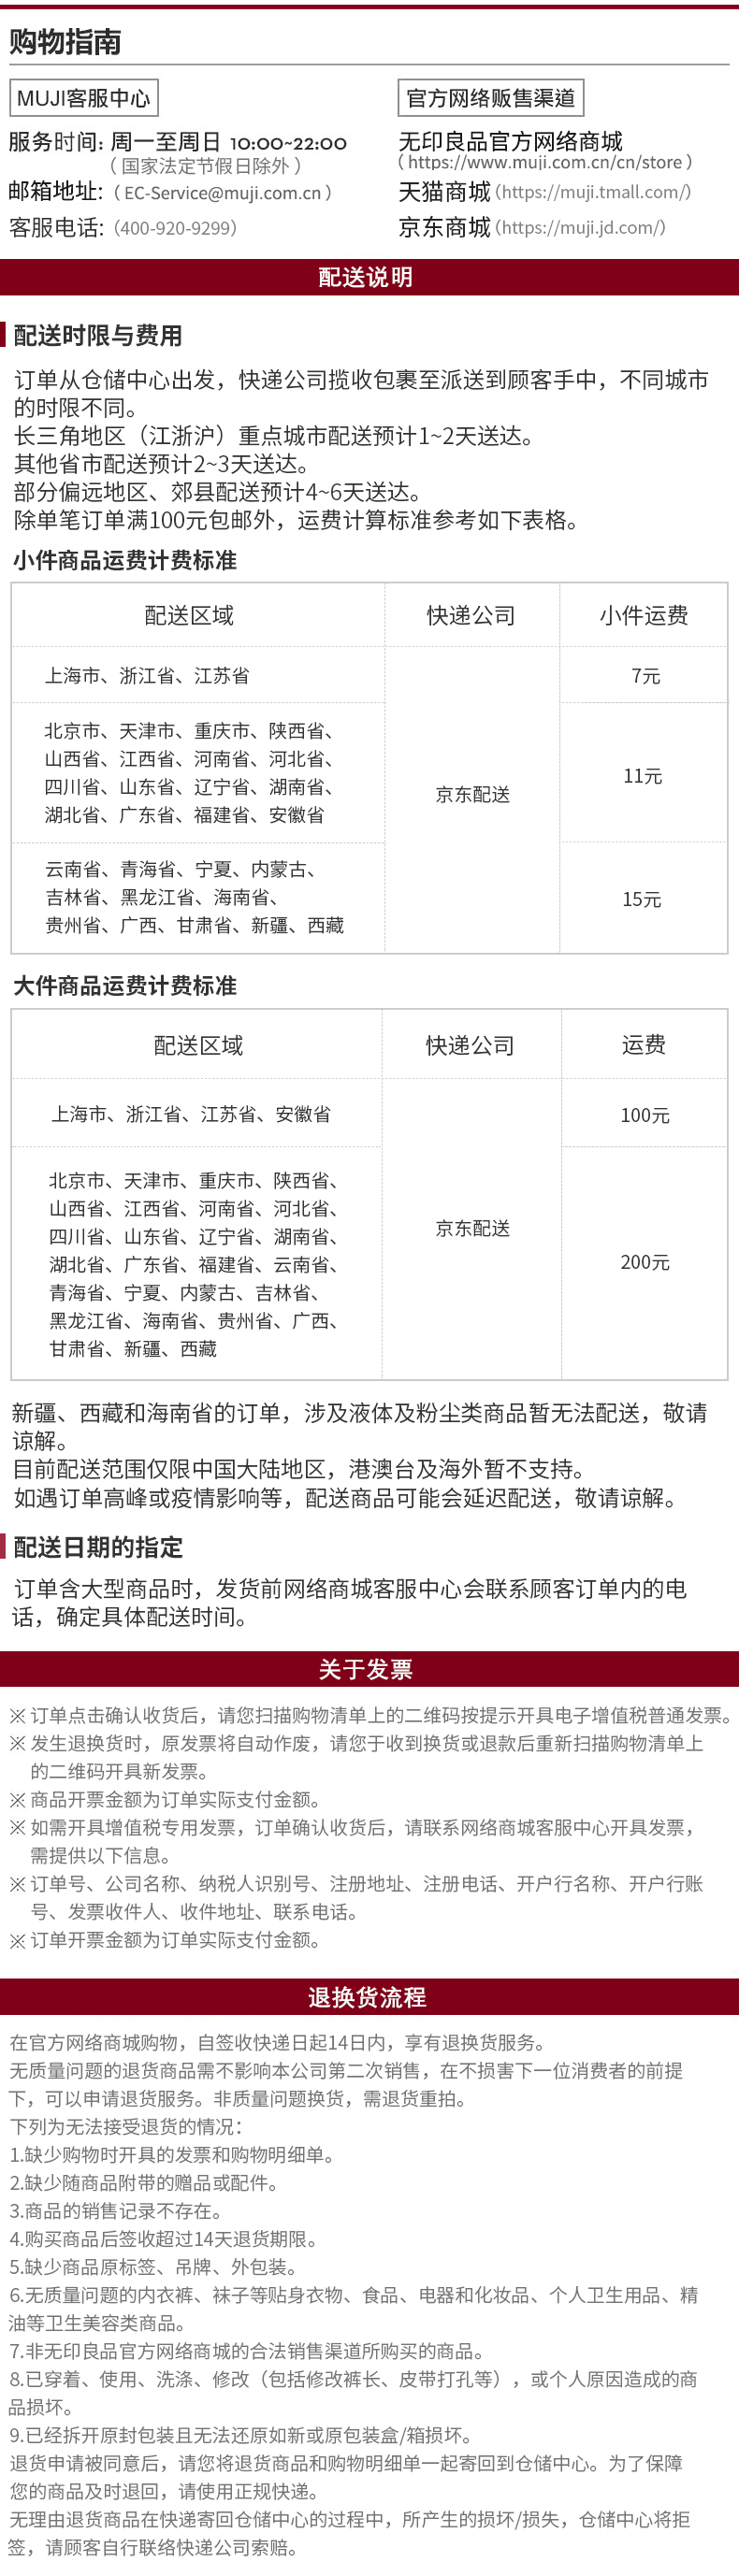 购物指南
MUJI客服中心
服务时间: 周一至周日 10:00~22:00
（国家法定节假日除外）
邮箱地址:（EC-Service@muji.com.cn）
客服电话:（400-920-9299）
官方网络贩售渠道
无印良品官方网络商城
（https://www.muji.com.cn/cn/store）
天猫商城（https://muji.tmall.com/）
京东商城（https://muji.jd.com/）
配送说明
配送时限与费用
订单从仓储中心出发，快递公司揽收包裹至派送到顾客手中，不同城市
的时限不同。
长三角地区（江浙沪）重点城市配送预计1~2天送达。
其他省市配送预计2~3天送达。
部分偏远地区、郊县配送预计4~6天送达。
除单笔订单满100元包邮外，运费计算标准参考如下表格。
小件商品运费计费标准
配送区域 快递公司 小件运费
上海市、浙江省、江苏省 7元
北京市、天津市、重庆市、陕西省、
山西省、江西省、河南省、河北省、
四川省、山东省、辽宁省、湖南省、
湖北省、广东省、福建省、安徽省
11元
京东配送
云南省、青海省、宁夏、内蒙古、
吉林省、黑龙江省、海南省、
贵州省、广西、甘肃省、新疆、西藏
15元
大件商品运费计费标准
配送区域 快递公司 运费
上海市、浙江省、江苏省、安徽省 100元
北京市、天津市、重庆市、陕西省、
山西省、江西省、河南省、河北省、
四川省、山东省、辽宁省、湖南省、
湖北省、广东省、福建省、云南省、
青海省、宁夏、内蒙古、吉林省、
黑龙江省、海南省、贵州省、广西、
甘肃省、新疆、西藏
京东配送
200元
新疆、西藏和海南省的订单，涉及液体及粉尘类商品暂无法配送，敬请
谅解。
目前配送范围仅限中国大陆地区，港澳台及海外暂不支持。
如遇订单高峰或疫情影响等，配送商品可能会延迟配送，敬请谅解。
配送日期的指定
订单含大型商品时，发货前网络商城客服中心会联系顾客订单内的电
话，确定具体配送时间。
关于发票
※ 订单点击确认收货后，请您扫描购物清单上的二维码按提示开具电子增值税普通发票。
※ 发生退换货时，原发票将自动作废，请您于收到换货或退款后重新扫描购物清单上
的二维码开具新发票。
※ 商品开票金额为订单实际支付金额。
※ 如需开具增值税专用发票，订单确认收货后，请联系网络商城客服中心开具发票，
需提供以下信息。
※ 订单号、公司名称、纳税人识别号、注册地址、注册电话、开户行名称、开户行账
号、发票收件人、收件地址、联系电话。
※ 订单开票金额为订单实际支付金额。
退换货流程
在官方网络商城购物，自签收快递日起14日内，享有退换货服务。
无质量问题的退货商品需不影响本公司第二次销售，在不损害下一位消费者的前提
下，可以申请退货服务。非质量问题换货，需退货重拍。
下列为无法接受退货的情况：
1.缺少购物时开具的发票和购物明细单。
2.缺少随商品附带的赠品或配件。
3.商品的销售记录不存在。
4.购买商品后签收超过14天退货期限。
5.缺少商品原标签、吊牌、外包装。
6.无质量问题的内衣裤、袜子等贴身衣物、食品、电器和化妆品、个人卫生用品、精
油等卫生美容类商品。
7.非无印良品官方网络商城的合法销售渠道所购买的商品。
8.已穿着、使用、洗涤、修改（包括修改裤长、皮带打孔等），或个人原因造成的商
品损坏。
9.已经拆开原封包装且无法还原如新或原包装盒/箱损坏。
退货申请被同意后，请您将退货商品和购物明细单一起寄回到仓储中心。为了保障
您的商品及时退回，请使用正规快递。
无理由退货商品在快递寄回仓储中心的过程中，所产生的损坏/损失，仓储中心将拒
签，请顾客自行联络快递公司索赔。